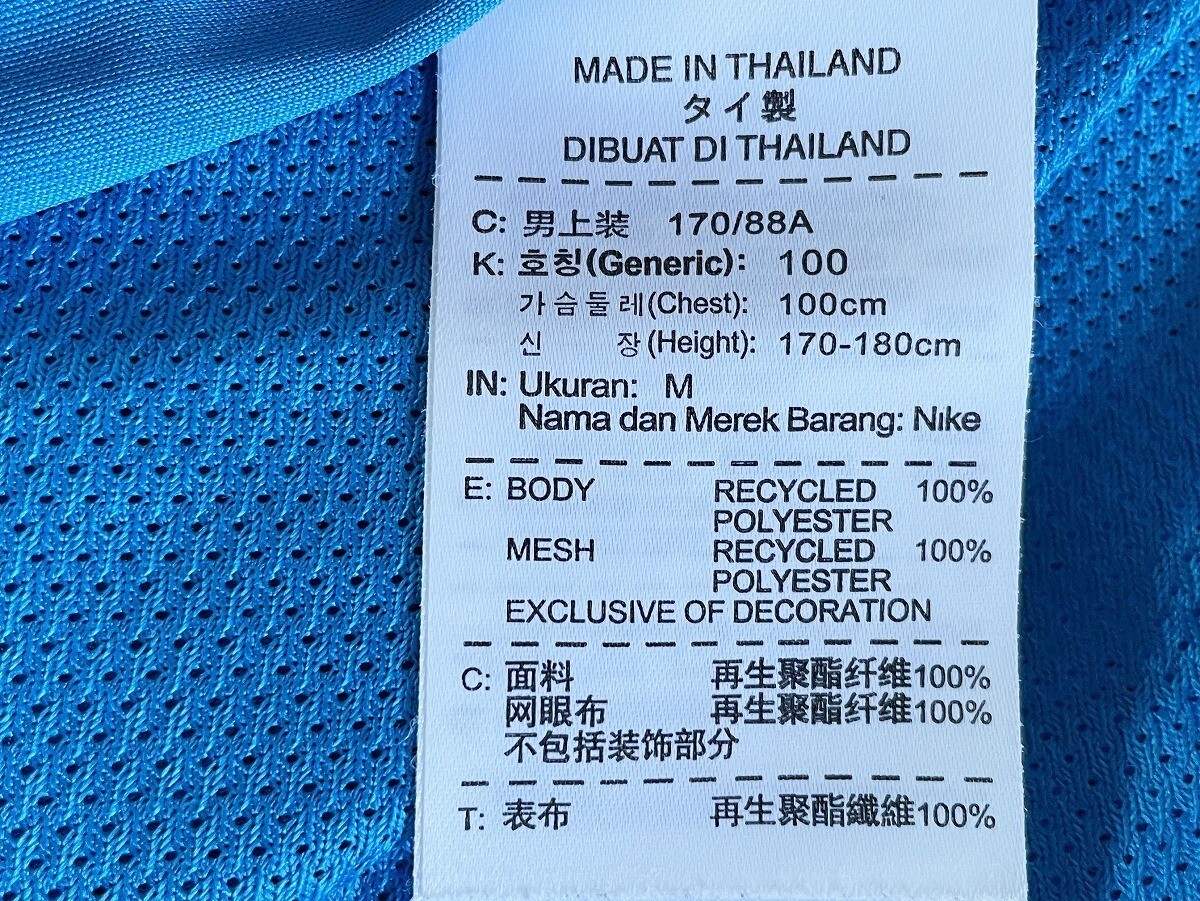 MADE IN THAILAND
タイ製
DIBUAT DI THAILAND
C: 男上装 170/88A
K: 호칭(Generic): 100
가슴둘레(Chest): 100cm
신 장(Height): 170-180cm
IN: Ukuran: M
Nama dan Merek Barang: Nike
E: BODY RECYCLED 100%
POLYESTER
MESH RECYCLED 100%
POLYESTER
EXCLUSIVE OF DECORATION
C: 面料 再生聚酯纤维100%
网眼布 再生聚酯纤维100%
不包括装饰部分
T: 表布 再生聚酯纖維100%